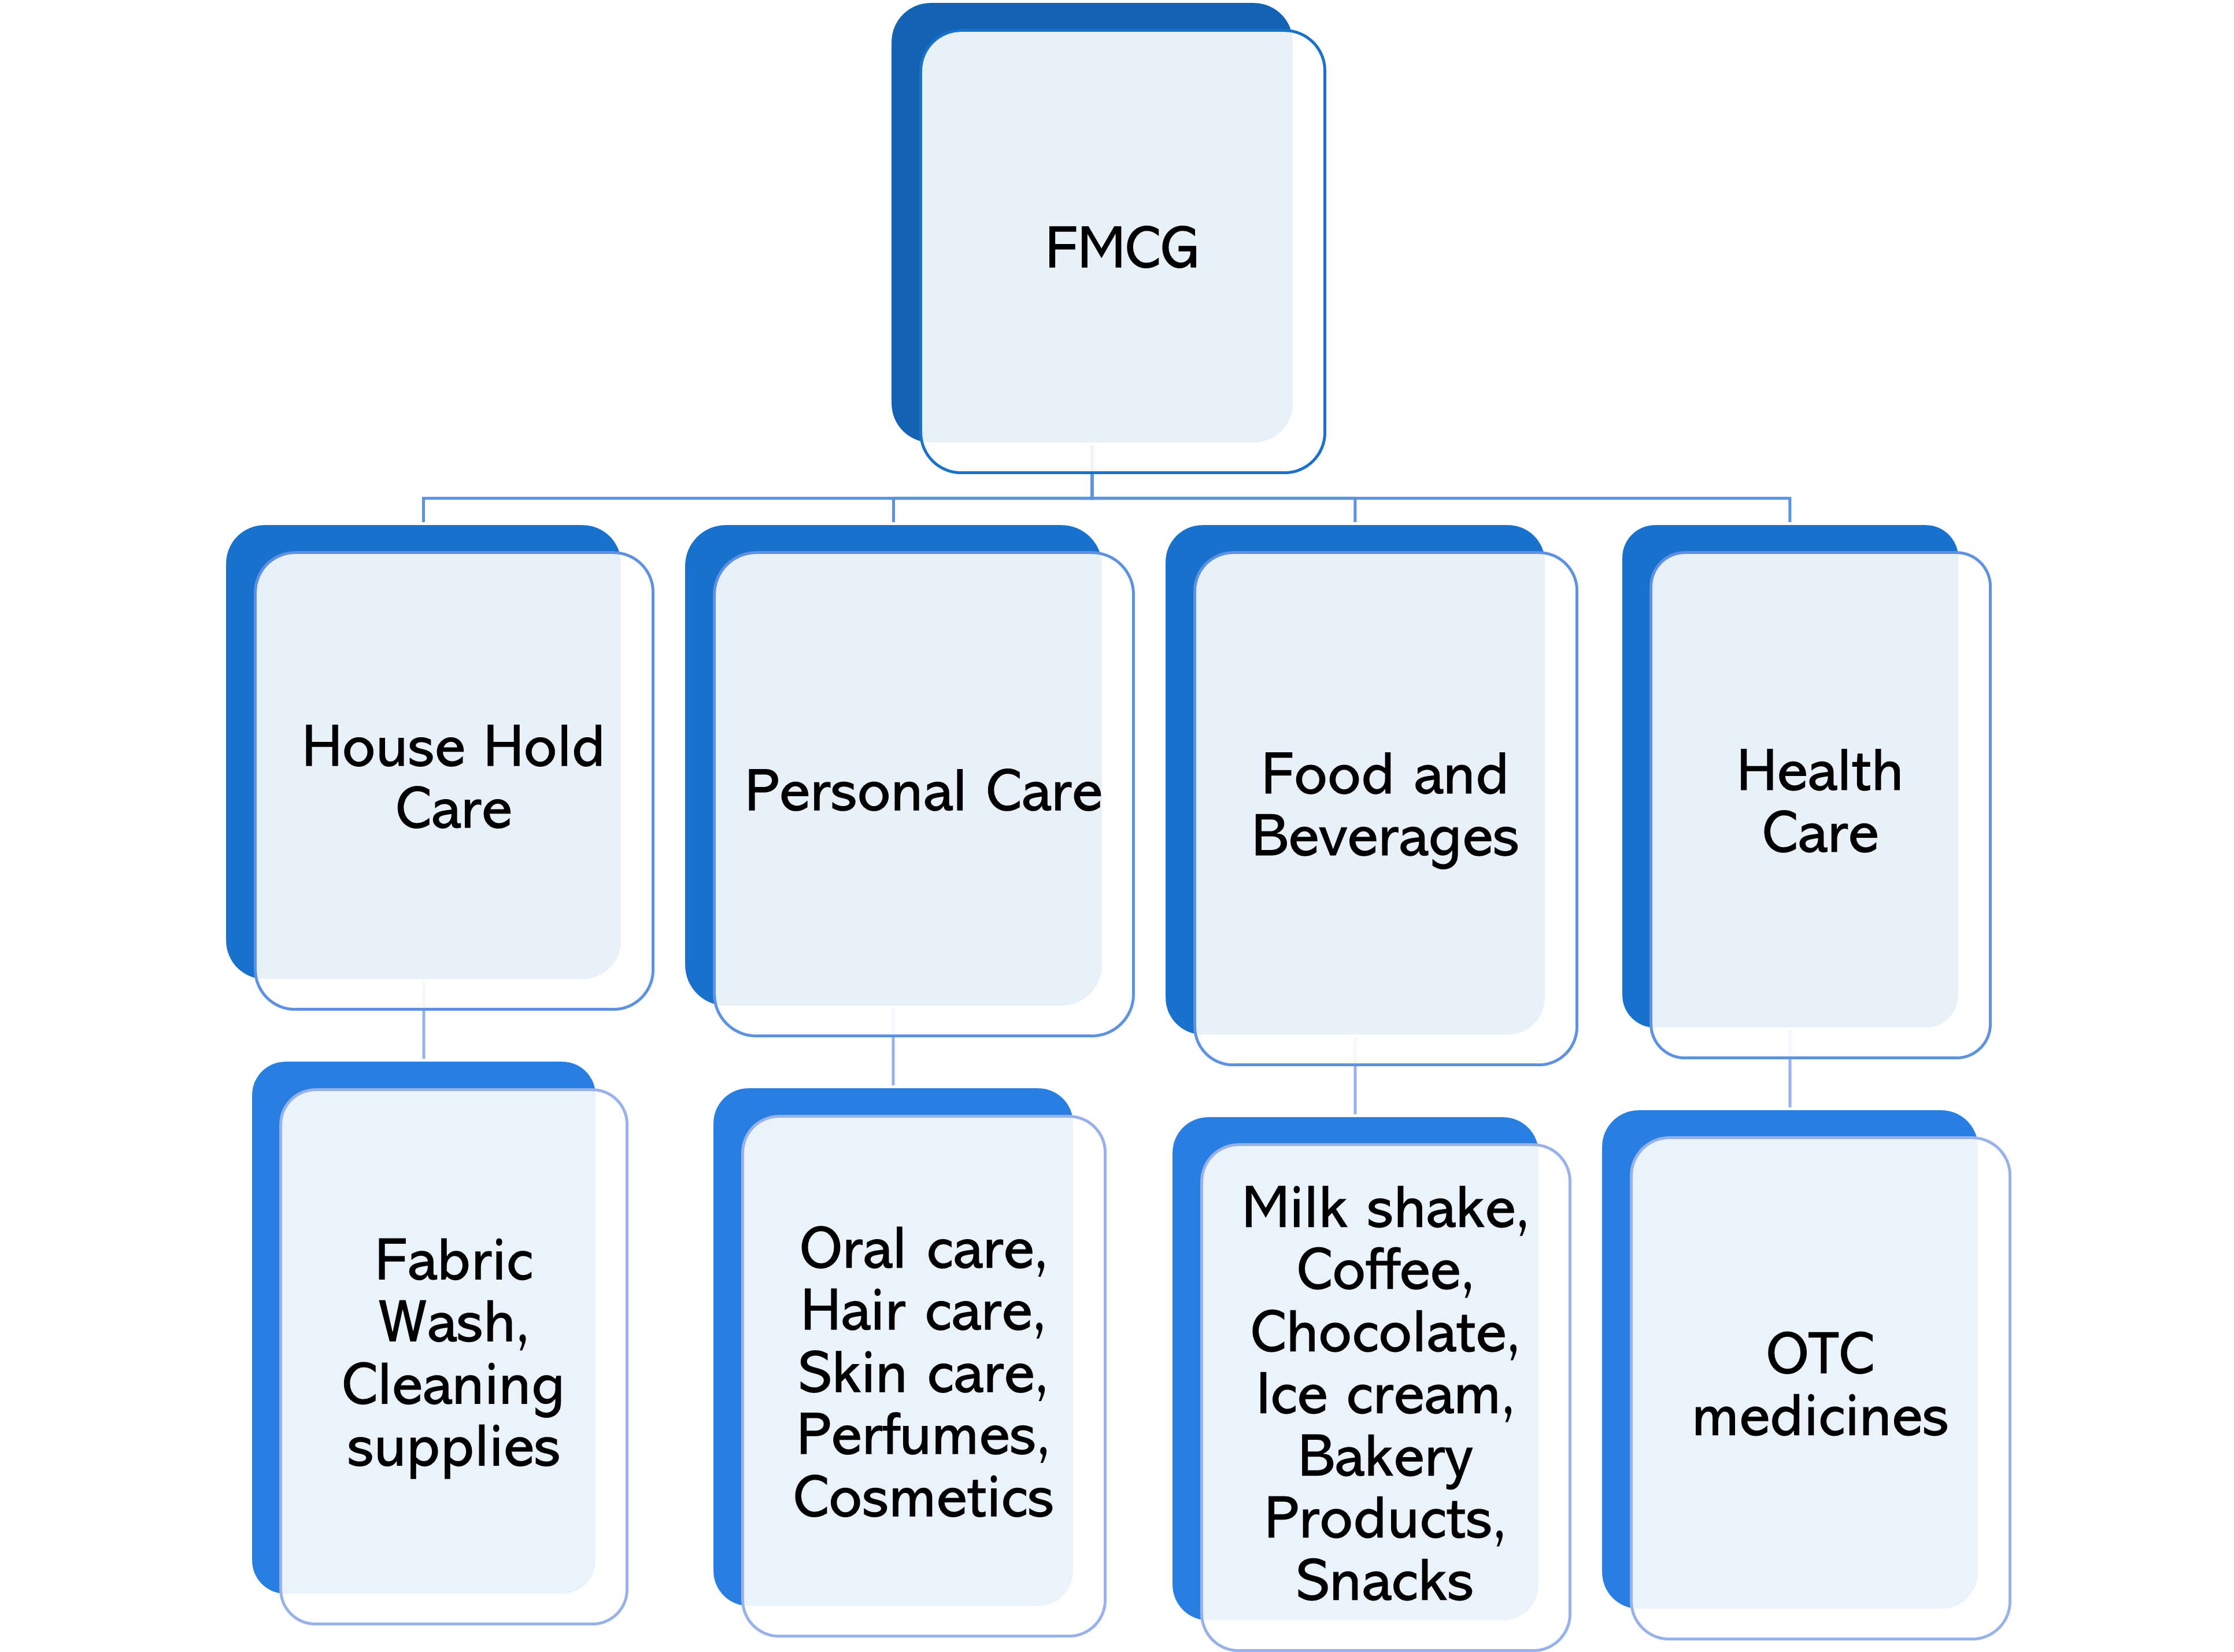 FMCG
House Hold
Care
Personal Care
Food and
Beverages
Health
Care
Fabric
Wash,
Cleaning
supplies
Oral care,
Hair care,
Skin care,
Perfumes,
Cosmetics
Milk shake,
Coffee,
Chocolate,
Ice cream,
Bakery
Products,
Snacks
OTC
medicines